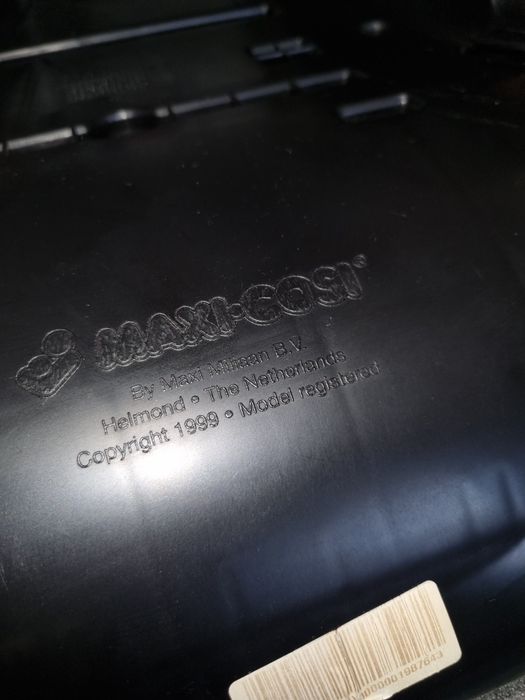 MAXI-COSI®
By Maxi Miliaan B.V.
Helmond • The Netherlands
Copyright 1999 • Model registered